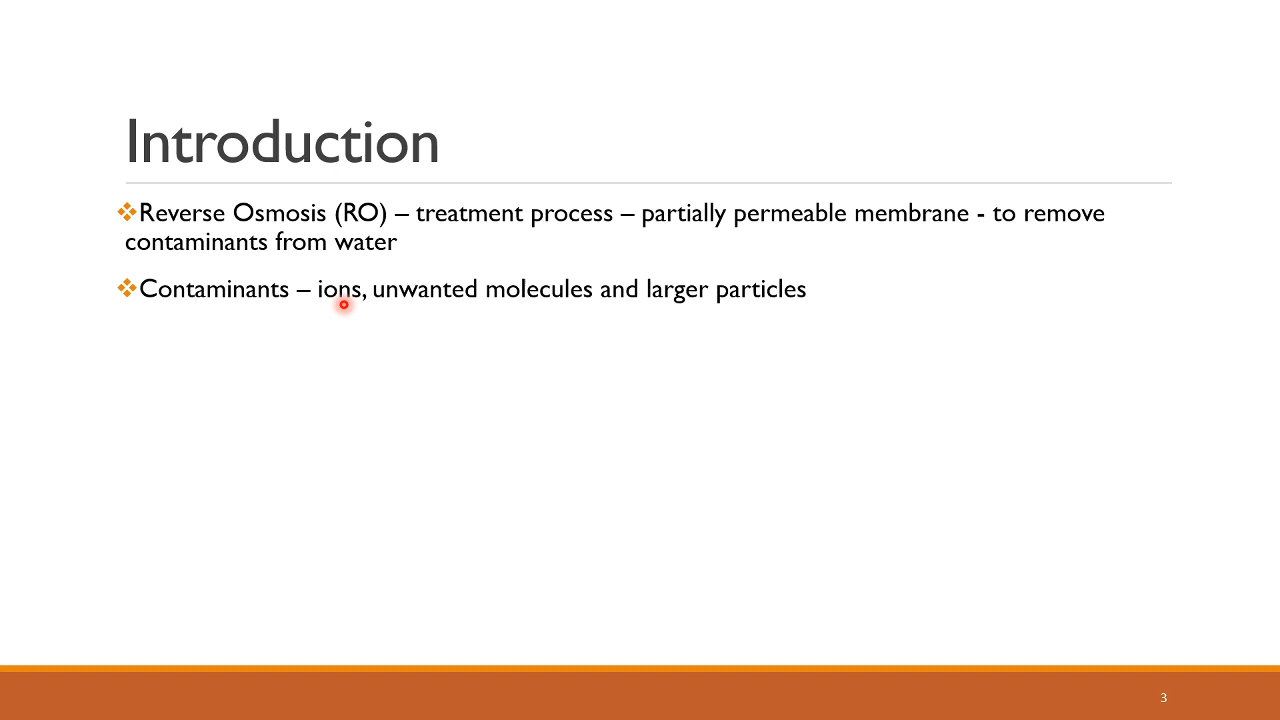 Introduction
❖Reverse Osmosis (RO) – treatment process – partially permeable membrane - to remove
contaminants from water
❖Contaminants – ions, unwanted molecules and larger particles
3